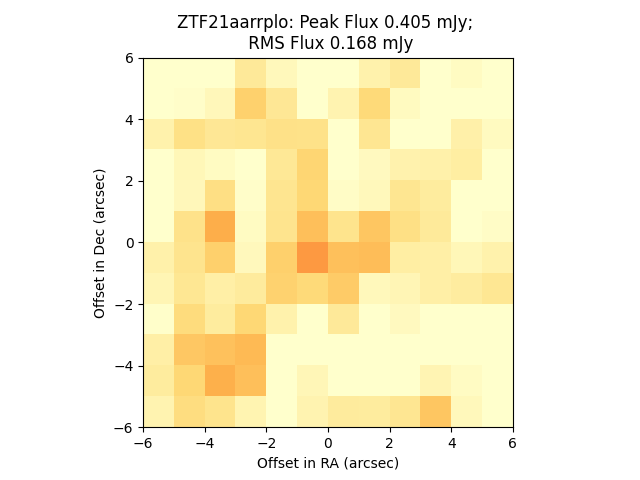 ZTF21aarrplo: Peak Flux 0.405 mJy;
RMS Flux 0.168 mJy
6
4
2
0
−2
−4
−6
Offset in Dec (arcsec)
−6 −4 −2 0 2 4 6
Offset in RA (arcsec)